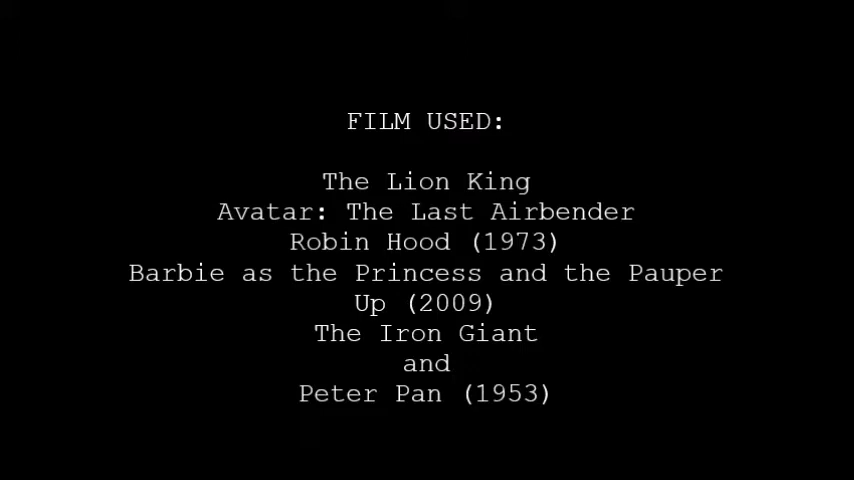 FILM USED:
The Lion King
Avatar: The Last Airbender
Robin Hood (1973)
Barbie as the Princess and the Pauper
Up (2009)
The Iron Giant
and
Peter Pan (1953)